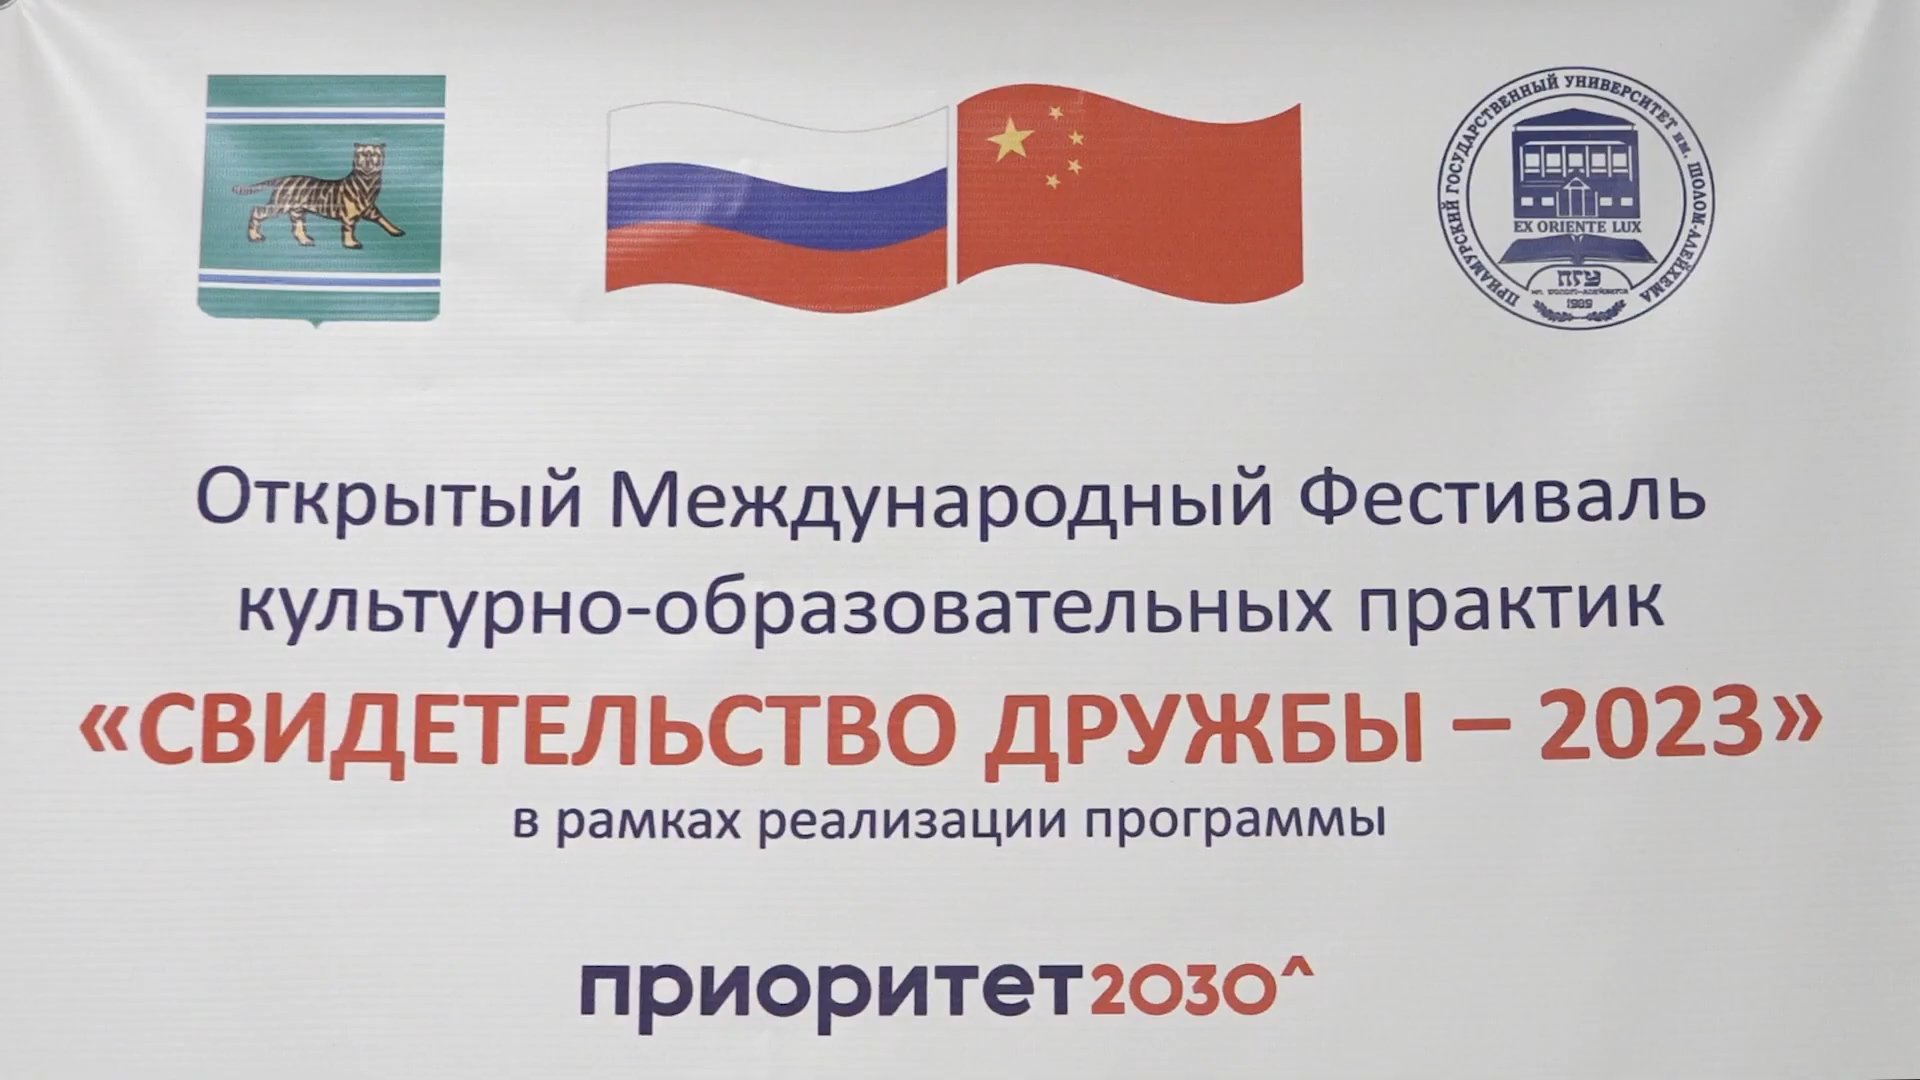 ПРИАМУРСКИЙ ГОСУДАРСТВЕННЫЙ УНИВЕРСИТЕТ им. ШОЛОМ-АЛЕЙХЕМА
EX ORIENTE LUX
ПГУ
1989
Открытый Международный Фестиваль
культурно-образовательных практик
«СВИДЕТЕЛЬСТВО ДРУЖБЫ – 2023»
в рамках реализации программы
приоритет2030^